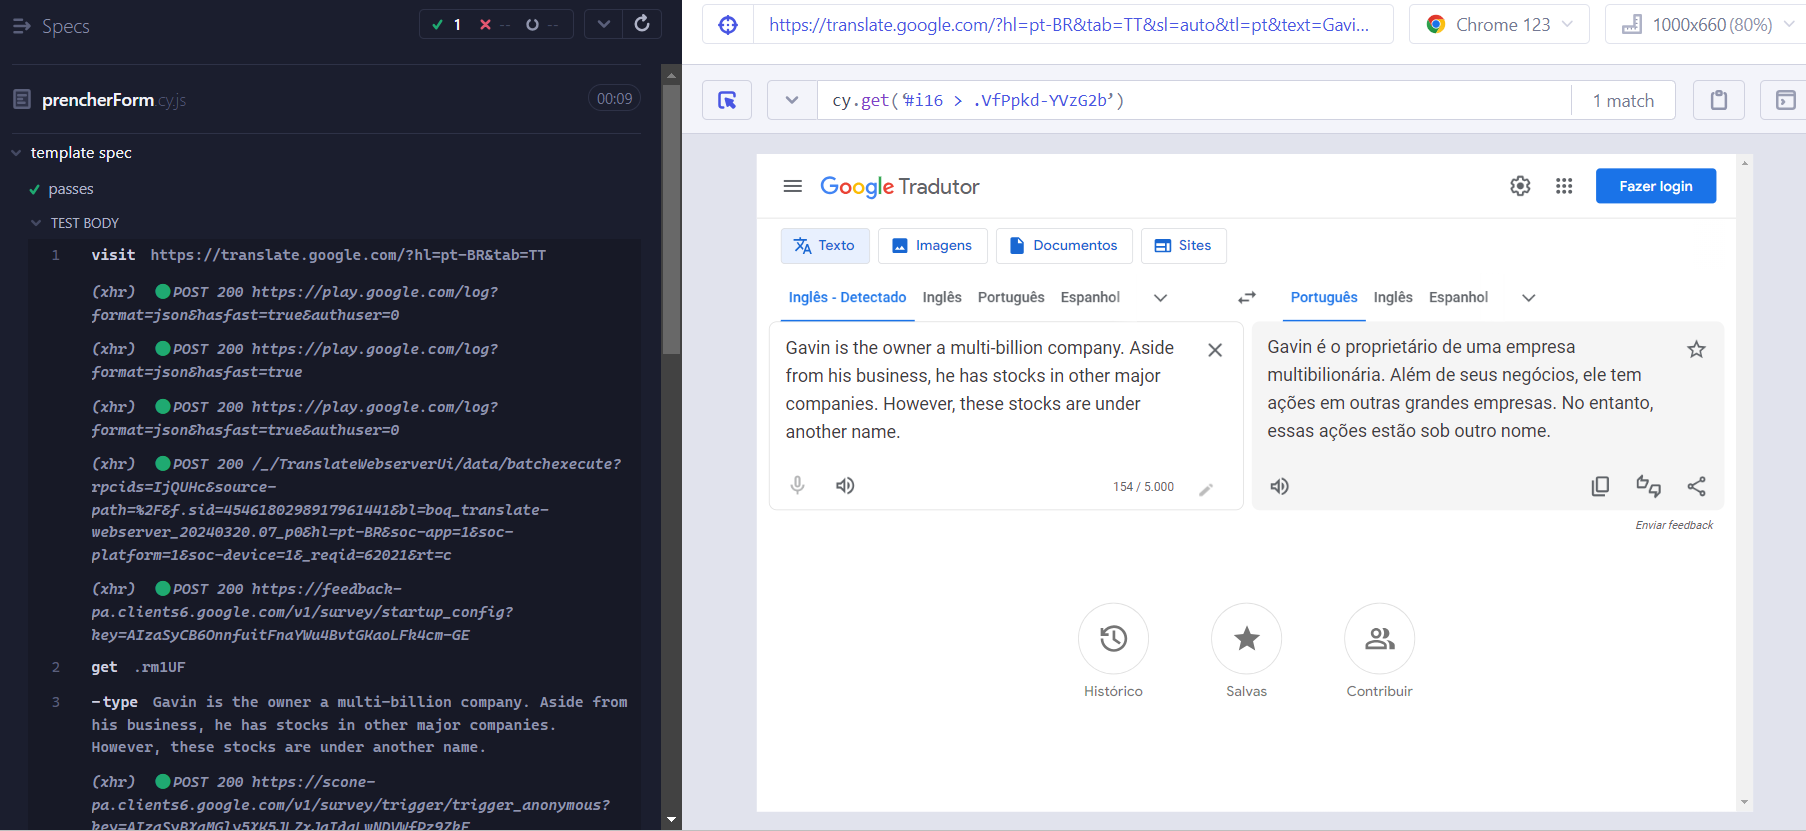 Specs
1 -- --
prencherForm.cy.js 00:09
template spec
passes
TEST BODY
1 visit https://translate.google.com/?hl=pt-BR&tab=TT
(xhr) POST 200 https://play.google.com/log?
format=json&hasfast=true&authuser=0
(xhr) POST 200 https://play.google.com/log?
format=json&hasfast=true
(xhr) POST 200 https://play.google.com/log?
format=json&hasfast=true&authuser=0
(xhr) POST 200 /_/TranslateWebserverUi/data/batchexecute?
rpcids=IjQUHc&source-
path=%2F&f.sid=4546180298917961441&bl=boq_translate-
webserver_20240320.07_p0&hl=pt-BR&soc-app=1&soc-
platform=1&soc-device=1&_reqid=62021&rt=c
(xhr) POST 200 https://feedback-
pa.clients6.google.com/v1/survey/startup_config?
key=AIzaSyCB6OnnfuitFnaYWu4BvtGKaoLFk4cm-GE
2 get .rm1UF
3 -type Gavin is the owner a multi-billion company. Aside from
his business, he has stocks in other major companies.
However, these stocks are under another name.
(xhr) POST 200 https://scone-
pa.clients6.google.com/v1/survey/trigger/trigger_anonymous?
https://translate.google.com/?hl=pt-BR&tab=TT&sl=auto&tl=pt&text=Gavi...
Chrome 123
1000x660 (80%)
cy.get(‘#i16 > .VfPpkd-YVzG2b’)
1 match
Google Tradutor
Fazer login
Texto
Imagens
Documentos
Sites
Inglês - Detectado Inglês Português Espanhol
Português Inglês Espanhol
Gavin is the owner a multi-billion company. Aside
from his business, he has stocks in other major
companies. However, these stocks are under
another name.
154 / 5.000
Gavin é o proprietário de uma empresa
multibilionária. Além de seus negócios, ele tem
ações em outras grandes empresas. No entanto,
essas ações estão sob outro nome.
Enviar feedback
Histórico
Salvas
Contribuir